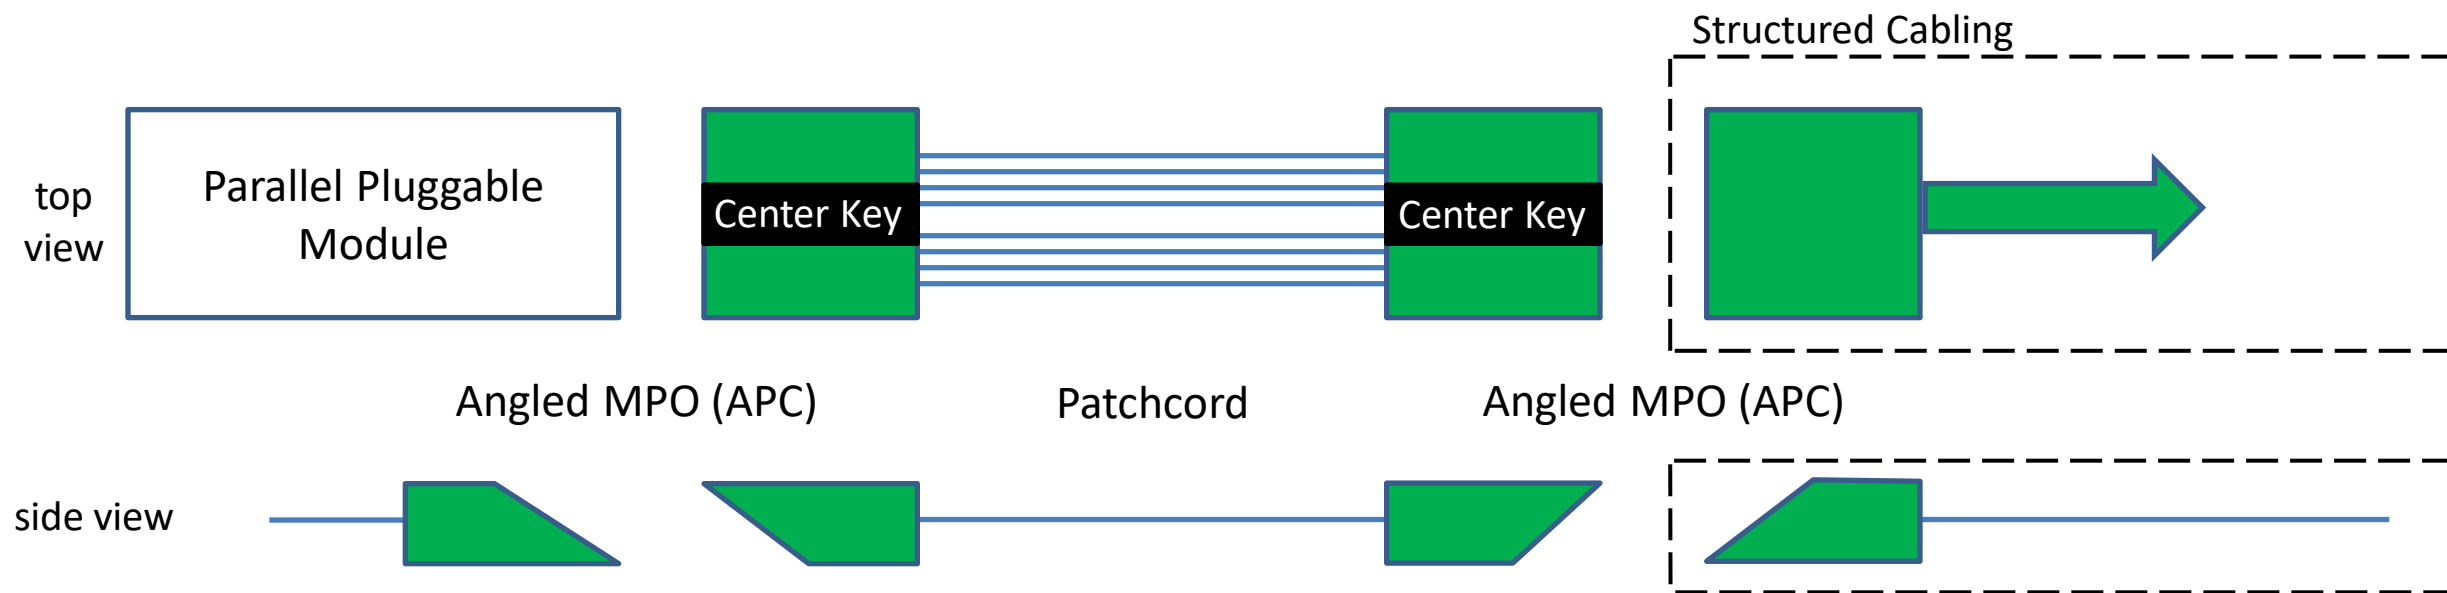 Structured Cabling
top
view
Parallel Pluggable
Module
Center Key
Center Key
Angled MPO (APC)
Patchcord
Angled MPO (APC)
side view